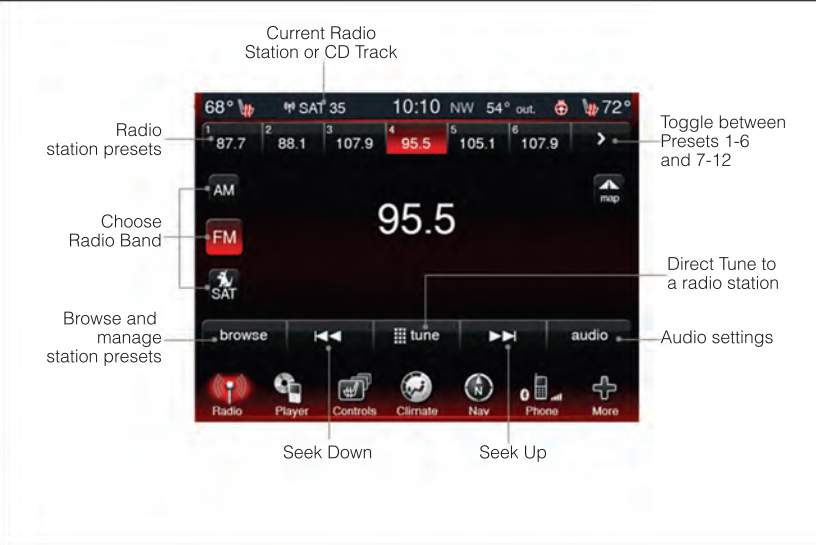 Current Radio
Station or CD Track
68° SAT 35 10:10 NW 54° out. 72°
1 87.7 2 88.1 3 107.9 4 95.5 5 105.1 6 107.9 >
Radio
station presets
Toggle between
Presets 1-6
and 7-12
AM
map
95.5
Choose
Radio Band
FM
SAT
Direct Tune to
a radio station
Browse and
manage
station presets
browse tune audio
Audio settings
Radio Player Controls Climate Nav Phone More
Seek Down Seek Up